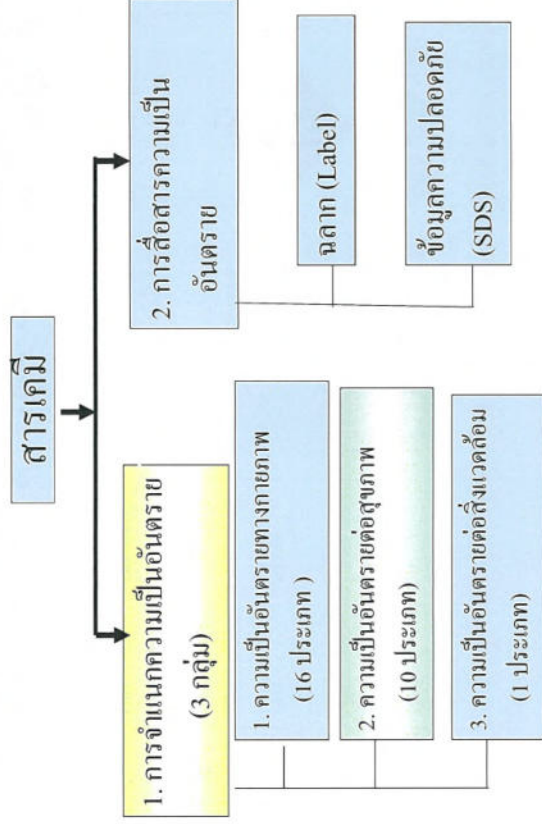 สารเคมี
1. การจำแนกความเป็นอันตราย
(3 กลุ่ม)
1. ความเป็นอันตรายทางกายภาพ
(16 ประเภท )
2. ความเป็นอันตรายต่อสุขภาพ
(10 ประเภท)
3. ความเป็นอันตรายต่อสิ่งแวดล้อม
(1 ประเภท)
2. การสื่อสารความเป็น
อันตราย
ฉลาก (Label)
ข้อมูลความปลอดภัย
(SDS)